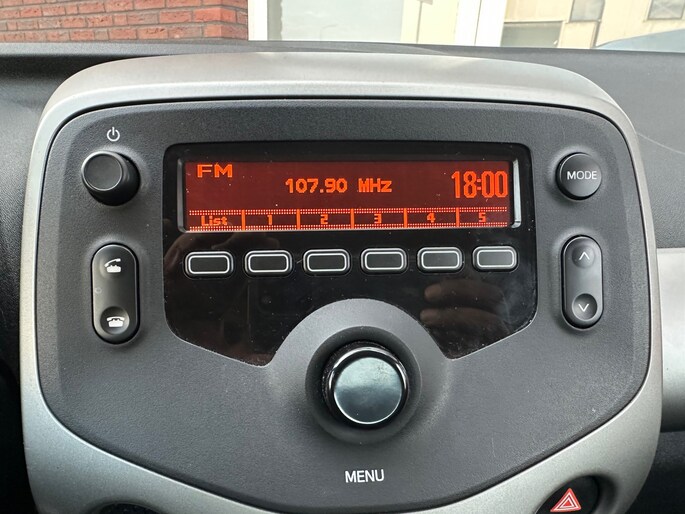 FM
107.90 MHz
18:00
MODE
List 1 2 3 4 5
MENU